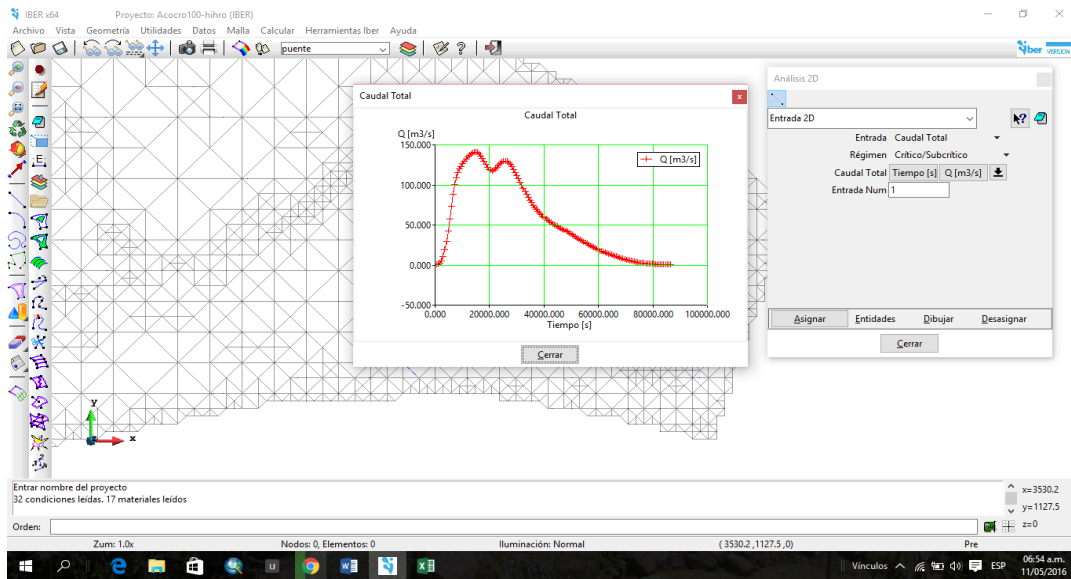 IBER x64 Proyecto: Acocro100-hihro (IBER)
Archivo Vista Geometría Utilidades Datos Malla Calcular Herramientas Iber Ayuda
puente
Iber VERSION
Caudal Total
Caudal Total
Q [m3/s]
150.000
100.000
50.000
0.000
-50.000
Q [m3/s]
0.000 20000.000 40000.000 60000.000 80000.000 100000.000
Tiempo [s]
Cerrar
Análisis 2D
Entrada 2D
Entrada Caudal Total
Régimen Crítico/Subcrítico
Caudal Total Tiempo [s] Q [m3/s]
Entrada Num 1
Asignar Entidades Dibujar Desasignar
Cerrar
y
x
Entrar nombre del proyecto
32 condiciones leídas. 17 materiales leídos
Orden:
x=3530.2
y=1127.5
z=0
Zum: 1.0x Nodos: 0, Elementos: 0 Iluminación: Normal ( 3530.2 ,1127.5 ,0) Pre
Vínculos ESP 06:54 a.m.
11/05/2016